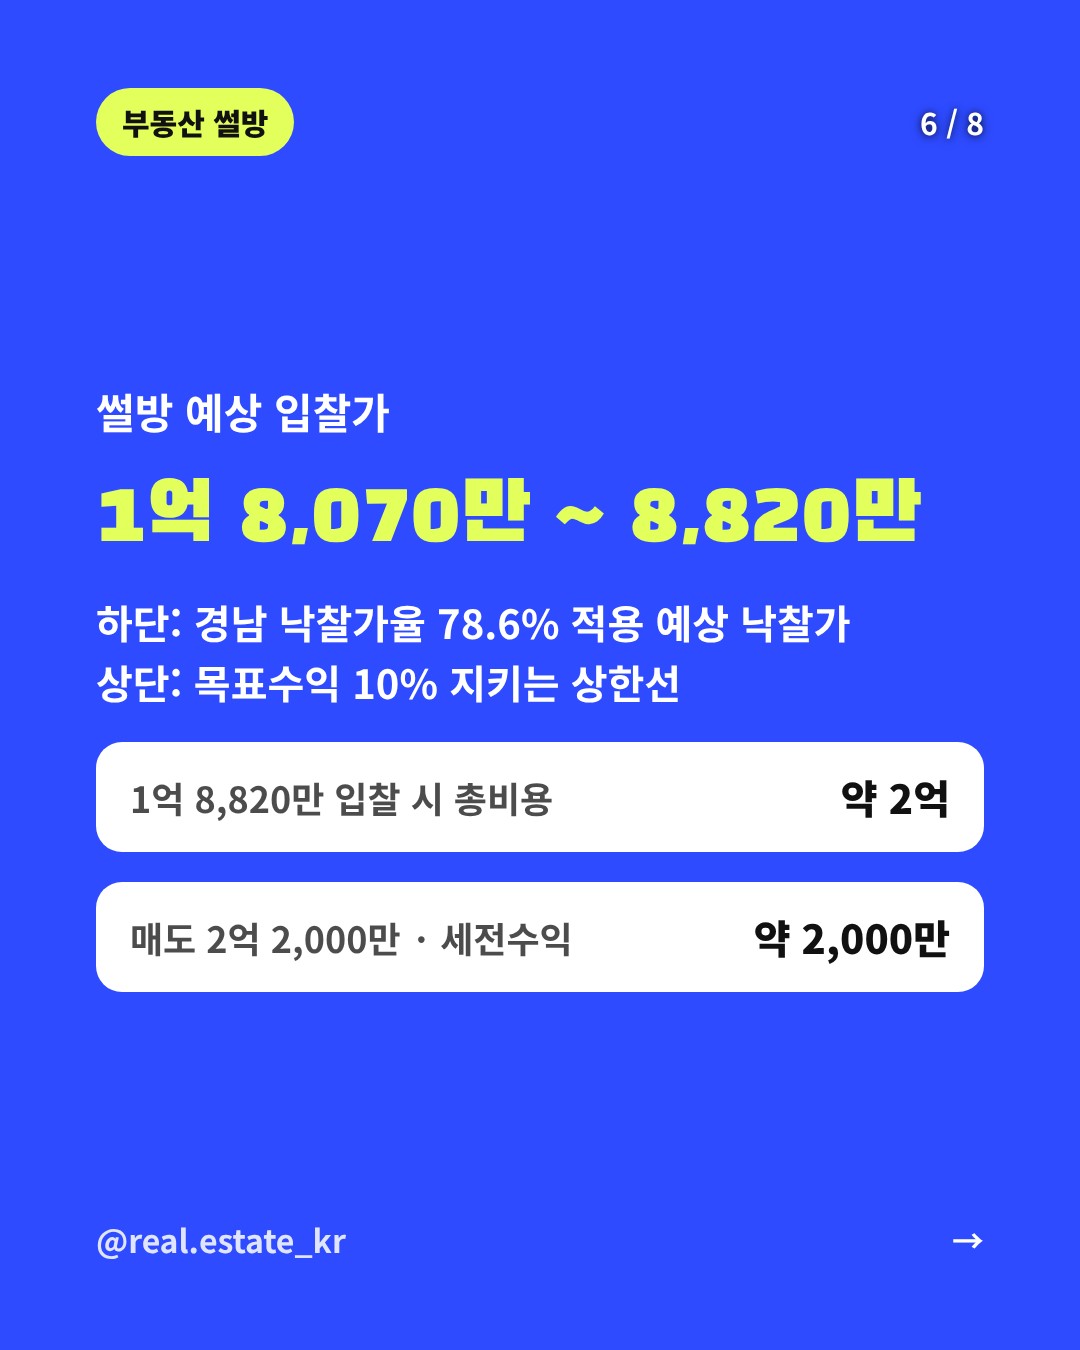 부동산 썰방
6 / 8
썰방 예상 입찰가
1억 8,070만 ~ 8,820만
하단: 경남 낙찰가율 78.6% 적용 예상 낙찰가
상단: 목표수익 10% 지키는 상한선
1억 8,820만 입찰 시 총비용
약 2억
매도 2억 2,000만 · 세전수익
약 2,000만
@real.estate_kr
→